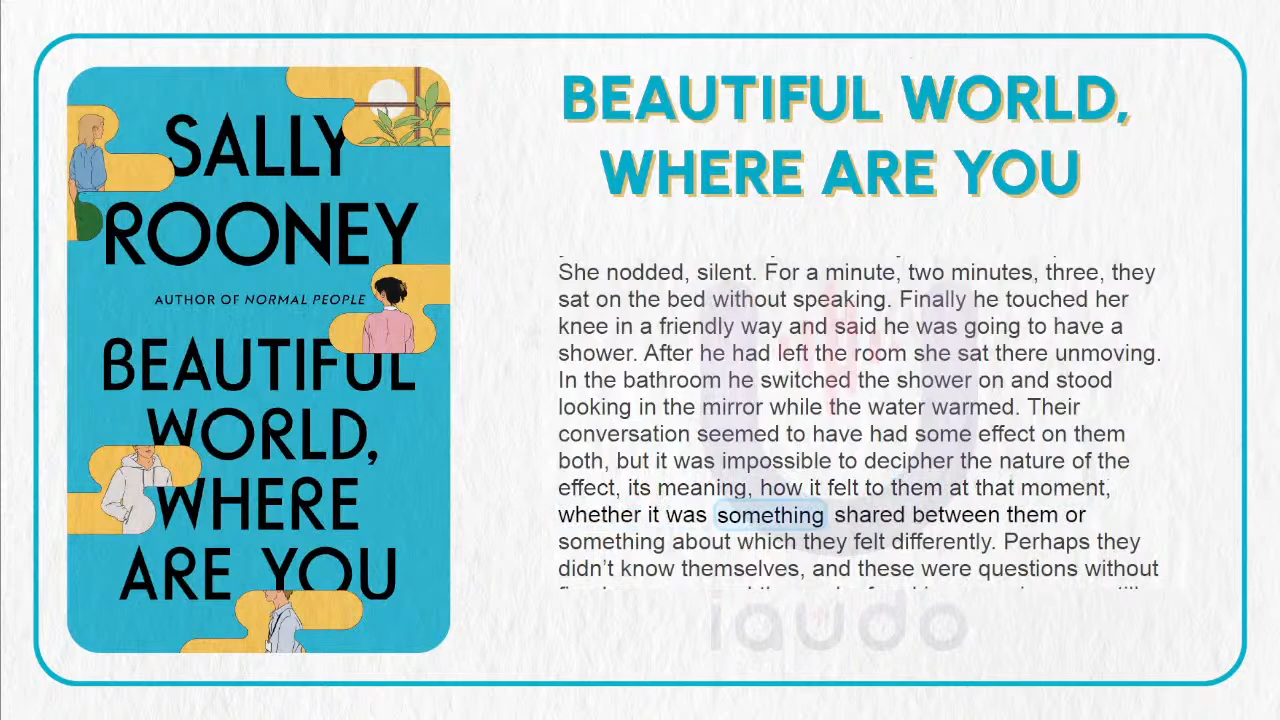 SALLY
ROONEY
AUTHOR OF NORMAL PEOPLE
BEAUTIFUL
WORLD,
WHERE
ARE YOU
BEAUTIFUL WORLD,
WHERE ARE YOU
She nodded, silent. For a minute, two minutes, three, they
sat on the bed without speaking. Finally he touched her
knee in a friendly way and said he was going to have a
shower. After he had left the room she sat there unmoving.
In the bathroom he switched the shower on and stood
looking in the mirror while the water warmed. Their
conversation seemed to have had some effect on them
both, but it was impossible to decipher the nature of the
effect, its meaning, how it felt to them at that moment,
whether it was something shared between them or
something about which they felt differently. Perhaps they
didn’t know themselves, and these were questions without
iaudo